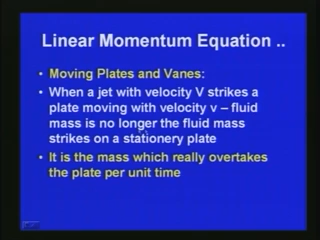 Linear Momentum Equation ..
• Moving Plates and Vanes:
• When a jet with velocity V strikes a
plate moving with velocity v – fluid
mass is no longer the fluid mass
strikes on a stationery plate
• It is the mass which really overtakes
the plate per unit time